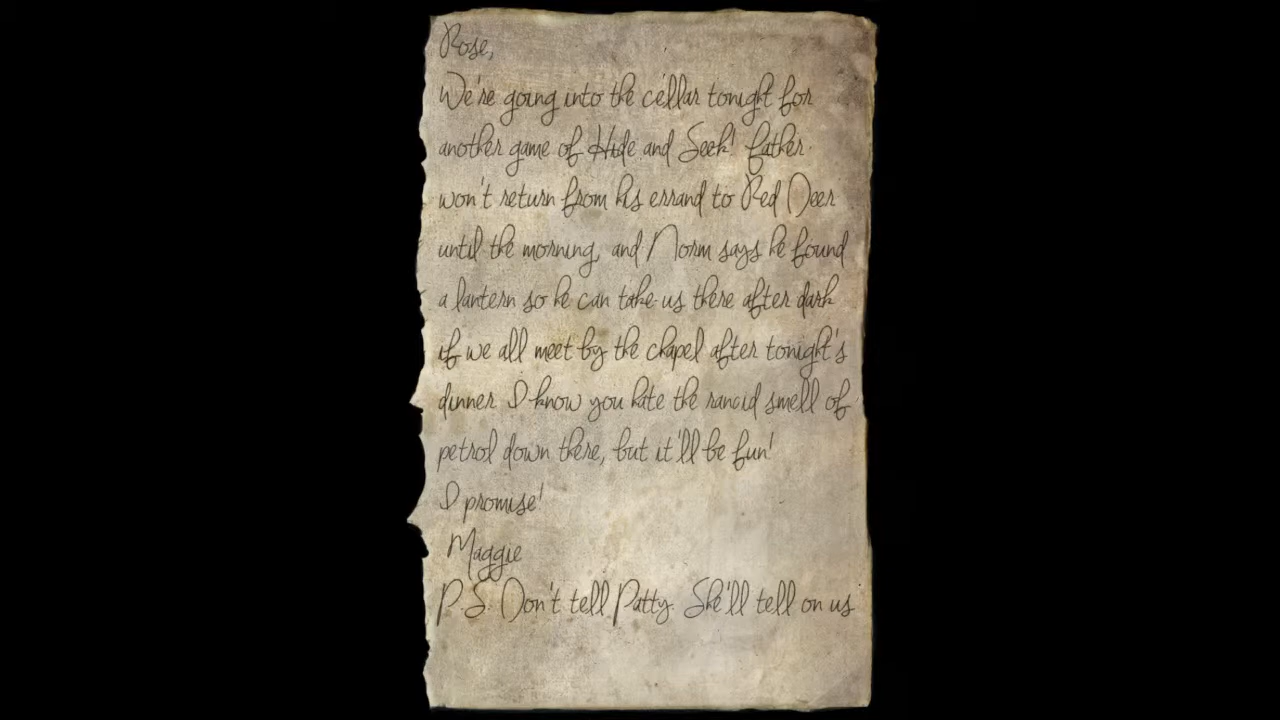 Rose,
We're going into the cellar tonight for
another game of Hide and Seek! Father
won't return from his errand to Red Deer
until the morning, and Norm says he found
a lantern so he can take us there after dark
if we all meet by the chapel after tonight's
dinner. I know you hate the rancid smell of
petrol down there, but it'll be fun!
I promise!
Maggie
P.S. Don't tell Patty. She'll tell on us